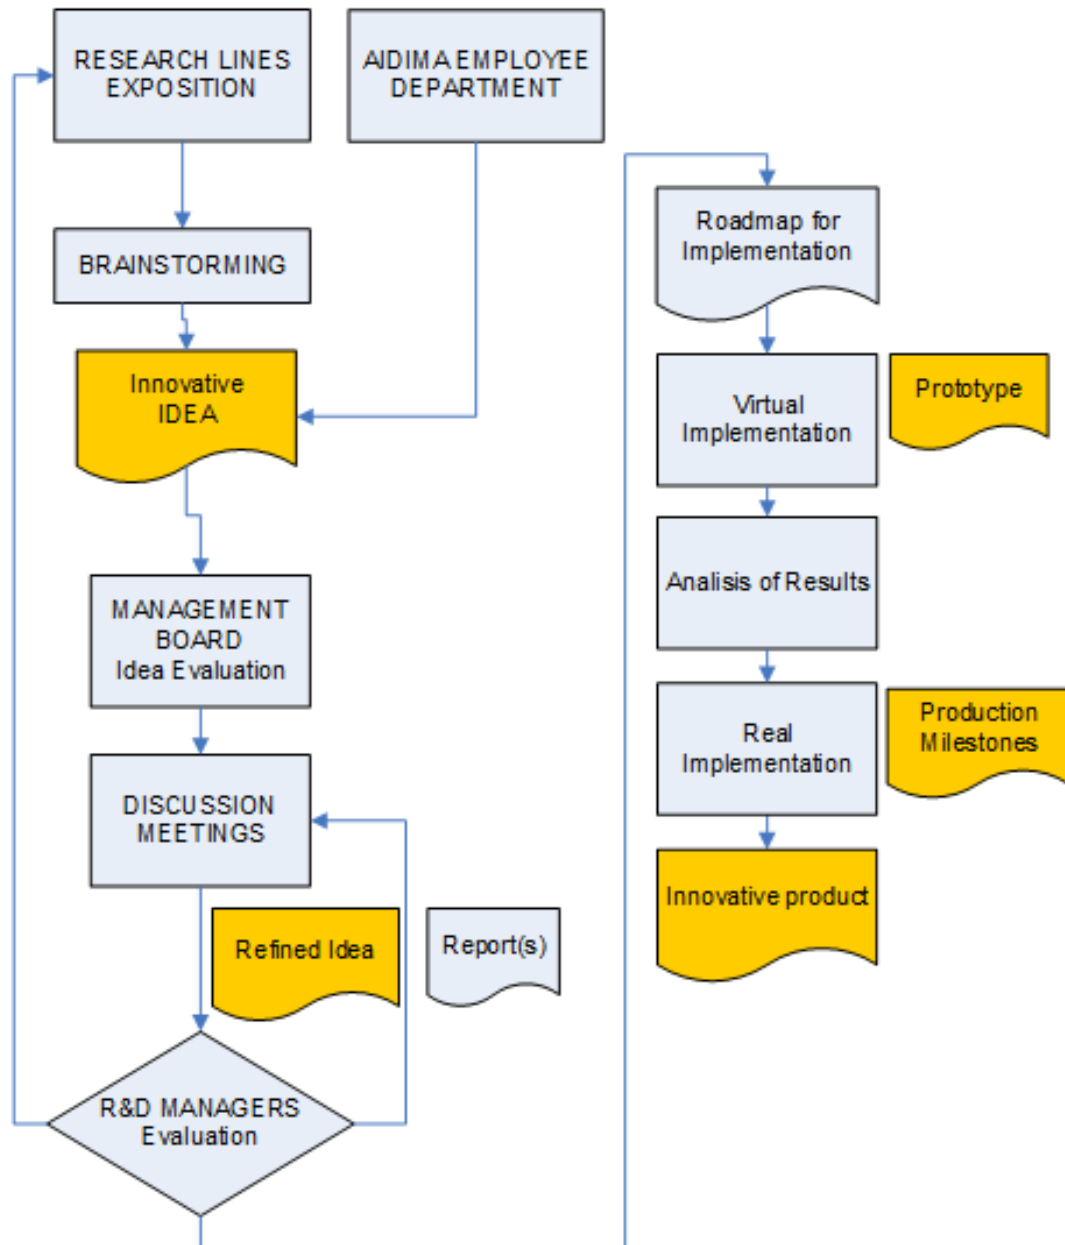 RESEARCH LINES
EXPOSITION
AIDIMA EMPLOYEE
DEPARTMENT
BRAINSTORMING
Innovative
IDEA
MANAGEMENT
BOARD
Idea Evaluation
DISCUSSION
MEETINGS
Refined Idea
Report(s)
R&D MANAGERS
Evaluation
Roadmap for
Implementation
Virtual
Implementation
Prototype
Analisis of Results
Real
Implementation
Production
Milestones
Innovative product